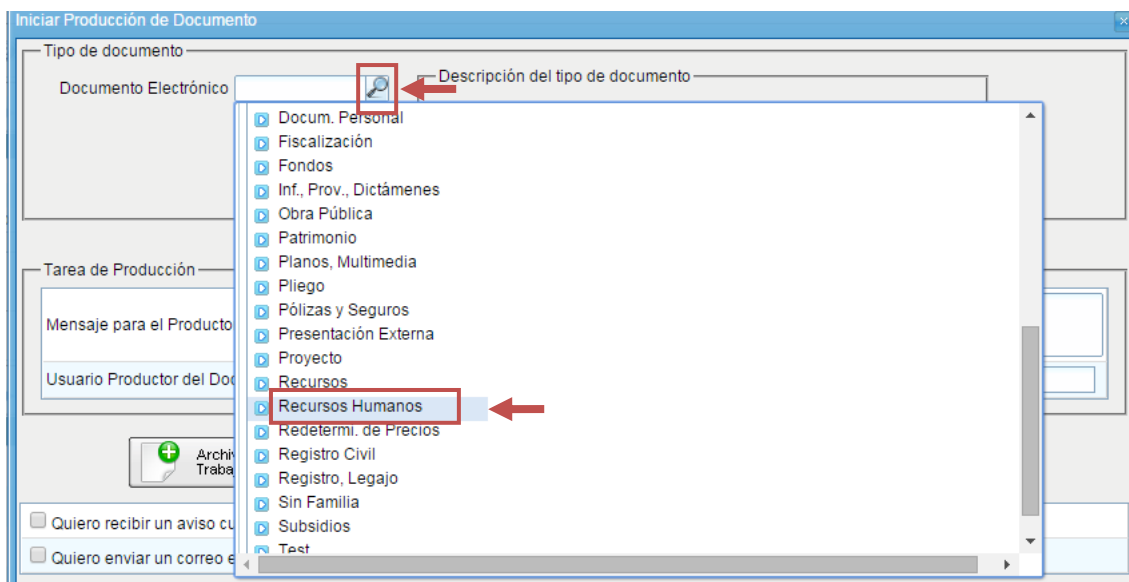 Iniciar Producción de Documento
Tipo de documento
Documento Electrónico
Descripción del tipo de documento
Docum. Personal
Fiscalización
Fondos
Inf., Prov., Dictámenes
Obra Pública
Patrimonio
Planos, Multimedia
Pliego
Pólizas y Seguros
Presentación Externa
Proyecto
Recursos
Recursos Humanos
Redetermi. de Precios
Registro Civil
Registro, Legajo
Sin Familia
Subsidios
Test
Tarea de Producción
Mensaje para el Producto
Usuario Productor del Doc
Archiv
Traba
Quiero recibir un aviso cu
Quiero enviar un correo e